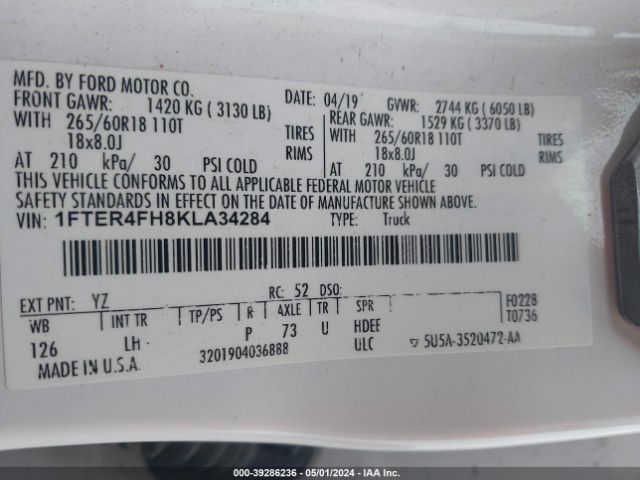 MFD. BY FORD MOTOR CO.
DATE: 04/19 GVWR: 2744 KG ( 6050 LB)
FRONT GAWR: 1420 KG ( 3130 LB) REAR GAWR: 1529 KG ( 3370 LB)
WITH 265/60R18 110T TIRES WITH 265/60R18 110T TIRES
18x8.0J RIMS 18x8.0J RIMS
AT 210 kPa/ 30 PSI COLD AT 210 kPa/ 30 PSI COLD
THIS VEHICLE CONFORMS TO ALL APPLICABLE FEDERAL MOTOR VEHICLE
SAFETY STANDARDS IN EFFECT ON THE DATE OF MANUFACTURE SHOWN ABOVE.
VIN: 1FTER4FH8KLA34284 TYPE: Truck
EXT PNT: YZ RC: 52 DSO: F0228
WB INT TR TP/PS R AXLE TR SPR T0736
126 LH P 73 U HDEF
MADE IN U.S.A. 3201904036888 ULC 5U5A-3520472-AA
000-39286236 - 05/01/2024 - IAA Inc.